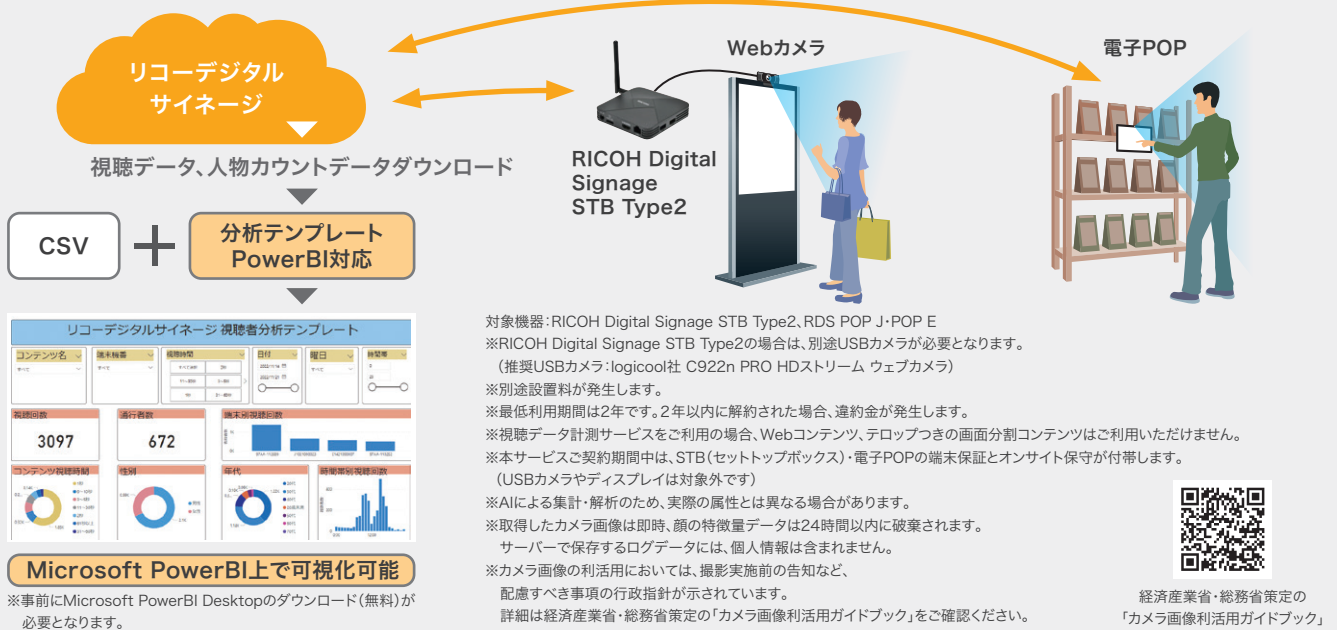 リコーデジタル
サイネージ
Webカメラ
電子POP
RICOH Digital
Signage
STB Type2
視聴データ、人物カウントデータダウンロード
CSV
分析テンプレート
PowerBI対応
リコーデジタルサイネージ 視聴者分析テンプレート
コンテンツ名
端末機番
視聴時間
日付
曜日
時間帯
すべて
すべて
すべて
視聴回数
通行者数
端末別視聴回数
3097
672
コンテンツ視聴時間
性別
年代
時間帯別視聴回数
Microsoft PowerBI上で可視化可能
※事前にMicrosoft PowerBI Desktopのダウンロード(無料)が
必要となります。
対象機器:RICOH Digital Signage STB Type2、RDS POP J・POP E
※RICOH Digital Signage STB Type2の場合は、別途USBカメラが必要となります。
(推奨USBカメラ:logicool社 C922n PRO HDストリーム ウェブカメラ)
※別途設置料が発生します。
※最低利用期間は2年です。2年以内に解約された場合、違約金が発生します。
※視聴データ計測サービスをご利用の場合、Webコンテンツ、テロップつきの画面分割コンテンツはご利用いただけません。
※本サービスご契約期間中は、STB(セットトップボックス)・電子POPの端末保証とオンサイト保守が付帯します。
(USBカメラやディスプレイは対象外です)
※AIによる集計・解析のため、実際の属性とは異なる場合があります。
※取得したカメラ画像は即時、顔の特徴量データは24時間以内に破棄されます。
サーバーで保存するログデータには、個人情報は含まれません。
※カメラ画像の利活用においては、撮影実施前の告知など、
配慮すべき事項の行政指針が示されています。
詳細は経済産業省・総務省策定の「カメラ画像利活用ガイドブック」をご確認ください。
経済産業省・総務省策定の
「カメラ画像利活用ガイドブック」